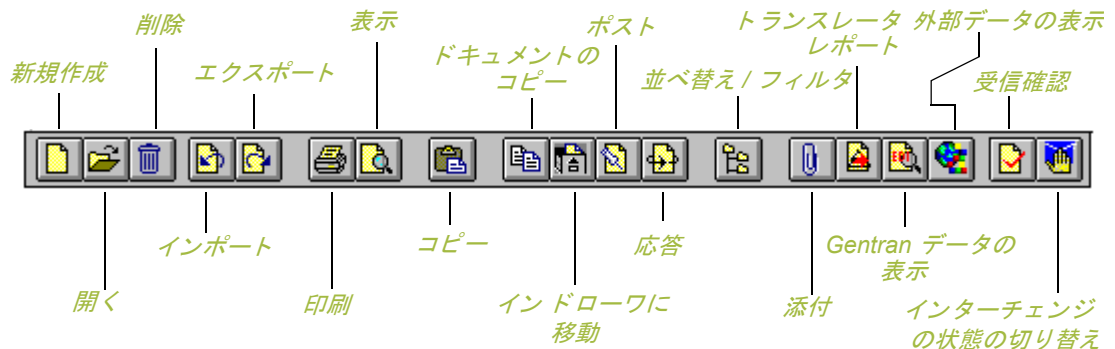 新規作成
削除
エクスポート
表示
ドキュメントの
コピー
ポスト
並べ替え / フィルタ
トランスレータ
レポート
外部データの表示
受信確認
開く
インポート
印刷
コピー
イン ドローワに
移動
応答
添付
Gentran データの
表示
インターチェンジ
の状態の切り替え